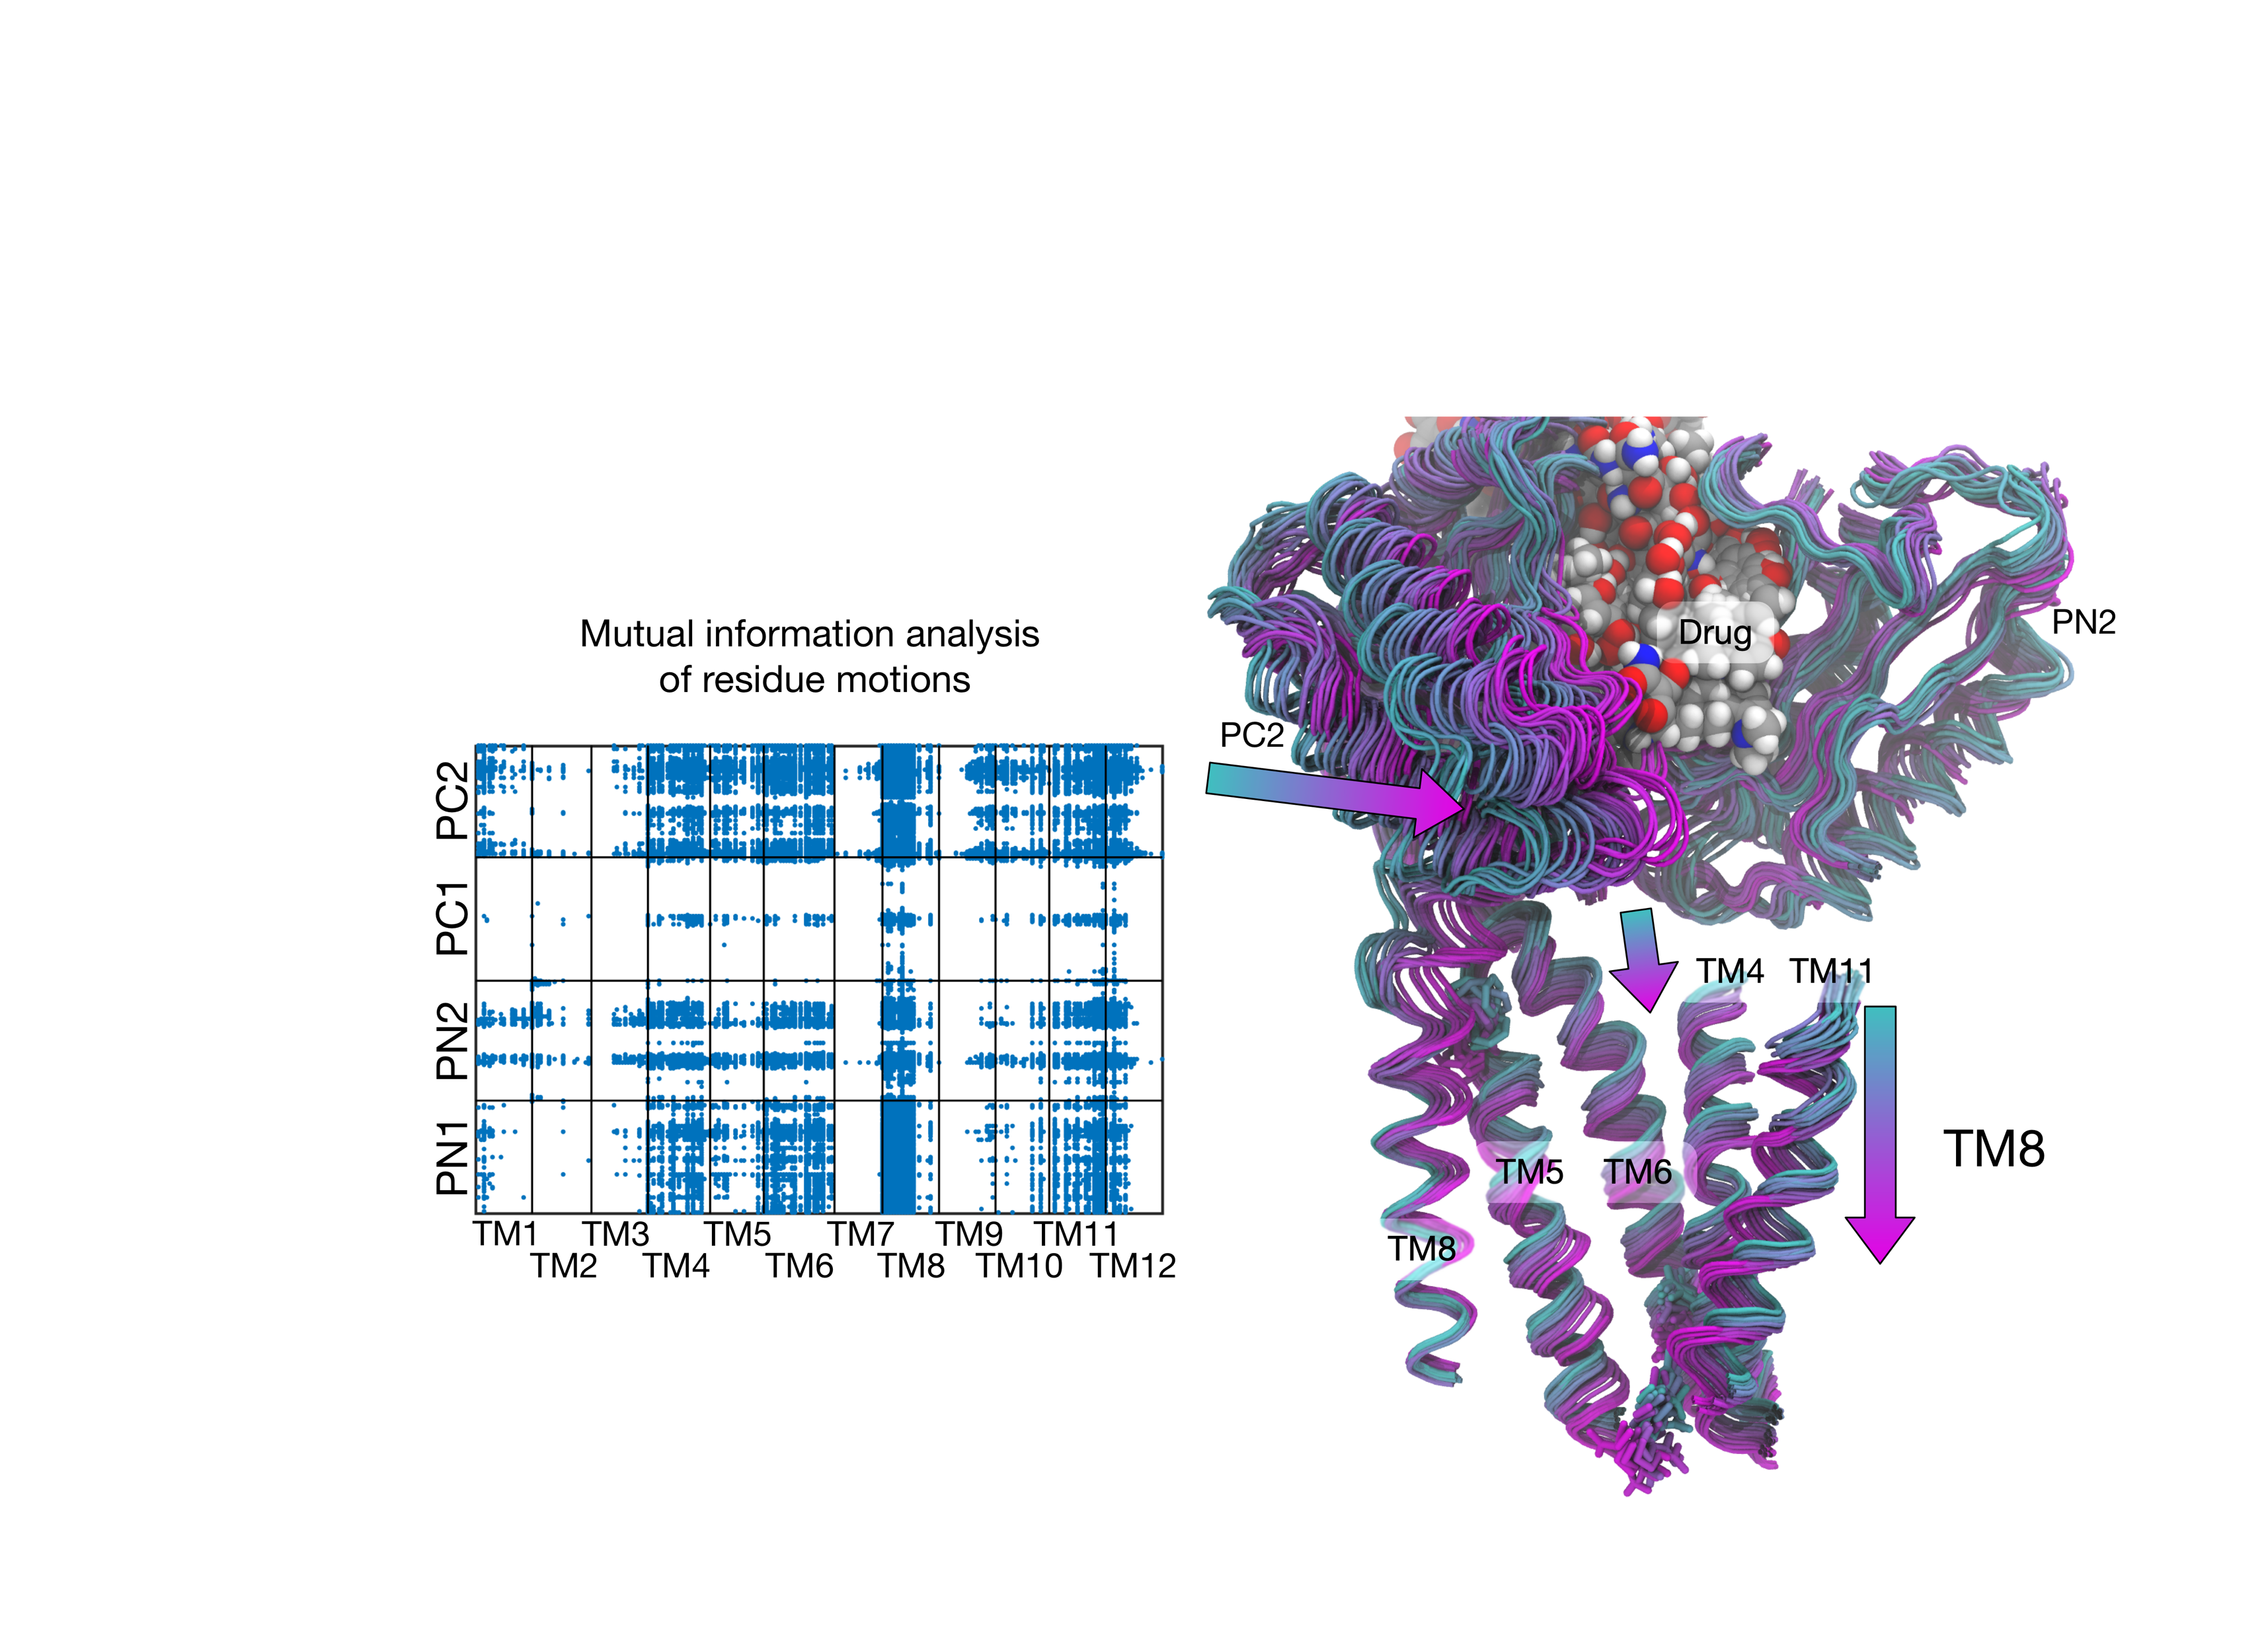 Mutual information analysis
of residue motions
PC2
PC1
PN2
PN1
TM1
TM3
TM5
TM7
TM9
TM11
TM2
TM4
TM6
TM8
TM10
TM12
Drug
PN2
PC2
TM4
TM11
TM8
TM5
TM6
TM8